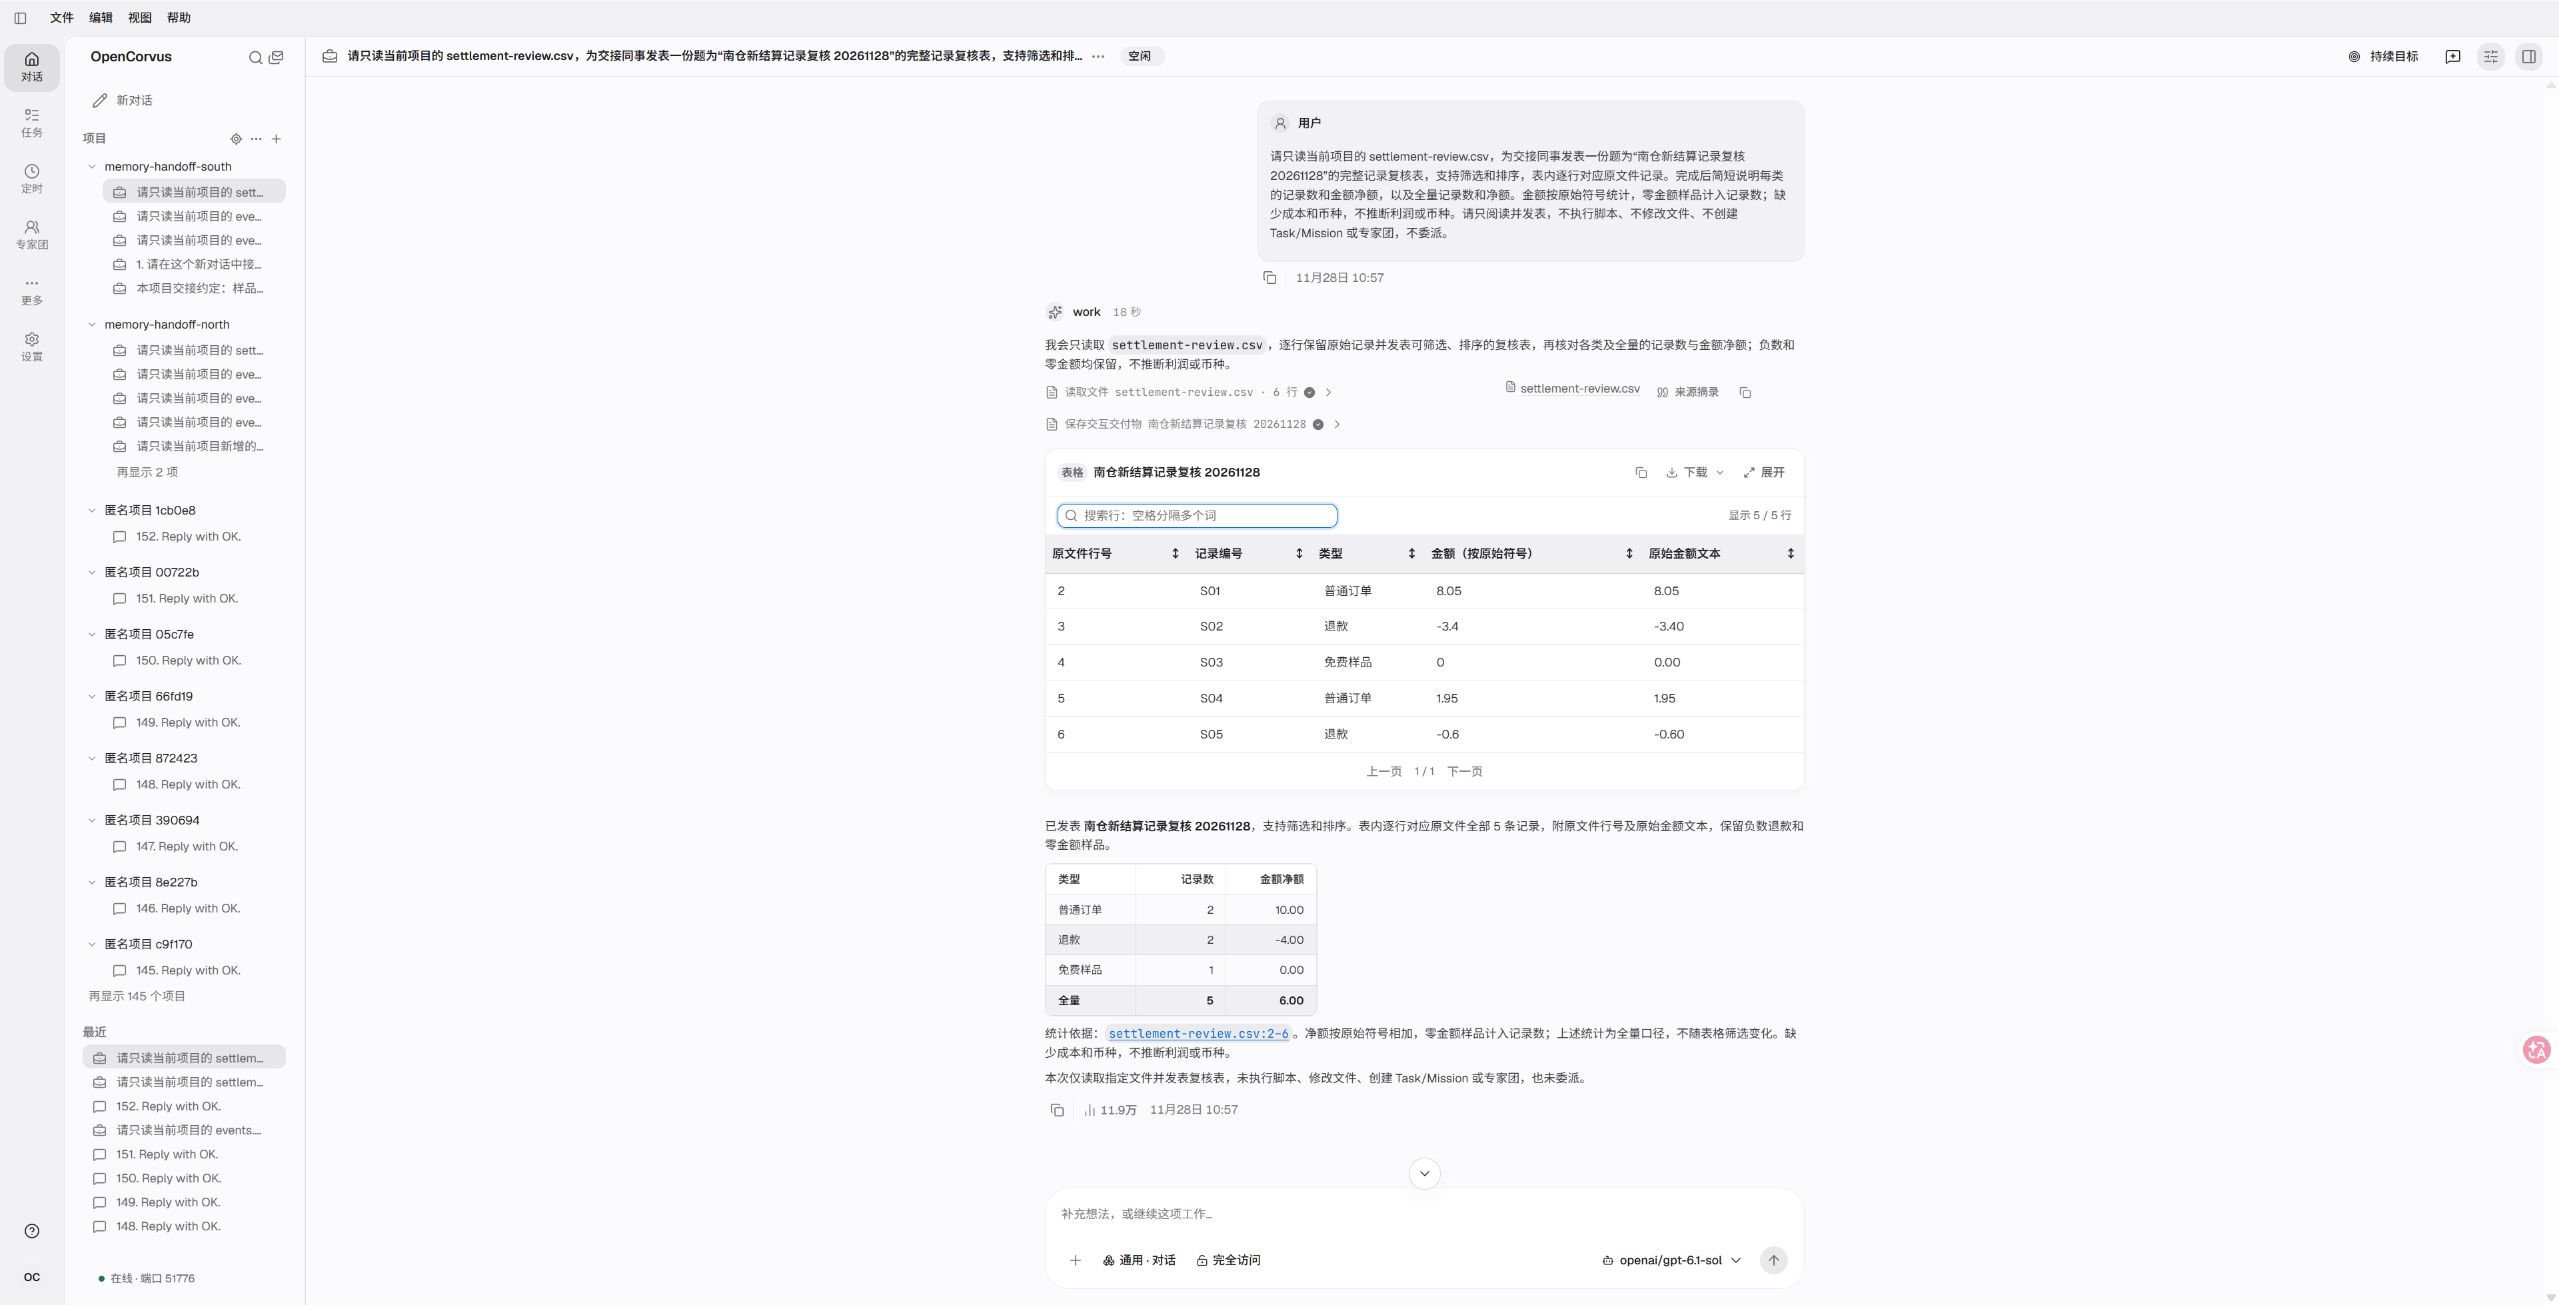 文件 编辑 视图 帮助
对话
任务
定时
专家团
更多
设置
OC
OpenCorvus
新对话
项目
memory-handoff-south
请只读当前项目的 sett...
请只读当前项目的 eve...
请只读当前项目的 eve...
1. 请在这个新对话中接...
本项目交接约定：样品...
memory-handoff-north
请只读当前项目的 sett...
请只读当前项目的 eve...
请只读当前项目的 eve...
请只读当前项目的 eve...
请只读当前项目新增的...
再显示 2 项
匿名项目 1cb0e8
152. Reply with OK.
匿名项目 00722b
151. Reply with OK.
匿名项目 05c7fe
150. Reply with OK.
匿名项目 66fd19
149. Reply with OK.
匿名项目 872423
148. Reply with OK.
匿名项目 390694
147. Reply with OK.
匿名项目 8e227b
146. Reply with OK.
匿名项目 c9f170
145. Reply with OK.
再显示 145 个项目
最近
请只读当前项目的 settlem...
请只读当前项目的 settlem...
152. Reply with OK.
请只读当前项目的 events....
151. Reply with OK.
150. Reply with OK.
149. Reply with OK.
148. Reply with OK.
在线 · 端口 51776
请只读当前项目的 settlement-review.csv，为交接同事发表一份题为“南仓新结算记录复核 20261128”的完整记录复核表，支持筛选和排... 空闲 持续目标
用户
请只读当前项目的 settlement-review.csv，为交接同事发表一份题为“南仓新结算记录复核
20261128”的完整记录复核表，支持筛选和排序，表内逐行对应原文件记录。完成后简短说明每类
的记录数和金额净额，以及全量记录数和净额。金额按原始符号统计，零金额样品计入记录数；缺
少成本和币种，不推断利润或币种。请只阅读并发表，不执行脚本、不修改文件、不创建
Task/Mission 或专家团，不委派。
11月28日 10:57
work 18 秒
我会只读取 settlement-review.csv，逐行保留原始记录并发表可筛选、排序的复核表，再核对各类及全量的记录数与金额净额；负数和
零金额均保留，不推断利润或币种。
读取文件 settlement-review.csv · 6 行 settlement-review.csv 来源摘录
保存交互交付物 南仓新结算记录复核 20261128
表格 南仓新结算记录复核 20261128 下载 展开
搜索行：空格分隔多个词 显示 5 / 5 行
原文件行号 记录编号 类型 金额（按原始符号） 原始金额文本
2 S01 普通订单 8.05 8.05
3 S02 退款 -3.4 -3.40
4 S03 免费样品 0 0.00
5 S04 普通订单 1.95 1.95
6 S05 退款 -0.6 -0.60
上一页 1 / 1 下一页
已发表 南仓新结算记录复核 20261128，支持筛选和排序。表内逐行对应原文件全部 5 条记录，附原文件行号及原始金额文本，保留负数退款和
零金额样品。
类型 记录数 金额净额
普通订单 2 10.00
退款 2 -4.00
免费样品 1 0.00
全量 5 6.00
统计依据：settlement-review.csv:2-6。净额按原始符号相加，零金额样品计入记录数；上述统计为全量口径，不随表格筛选变化。缺
少成本和币种，不推断利润或币种。
本次仅读取指定文件并发表复核表，未执行脚本、修改文件、创建 Task/Mission 或专家团，也未委派。
11.9万 11月28日 10:57
补充想法，或继续这项工作...
通用 · 对话 完全访问 openai/gpt-6.1-sol